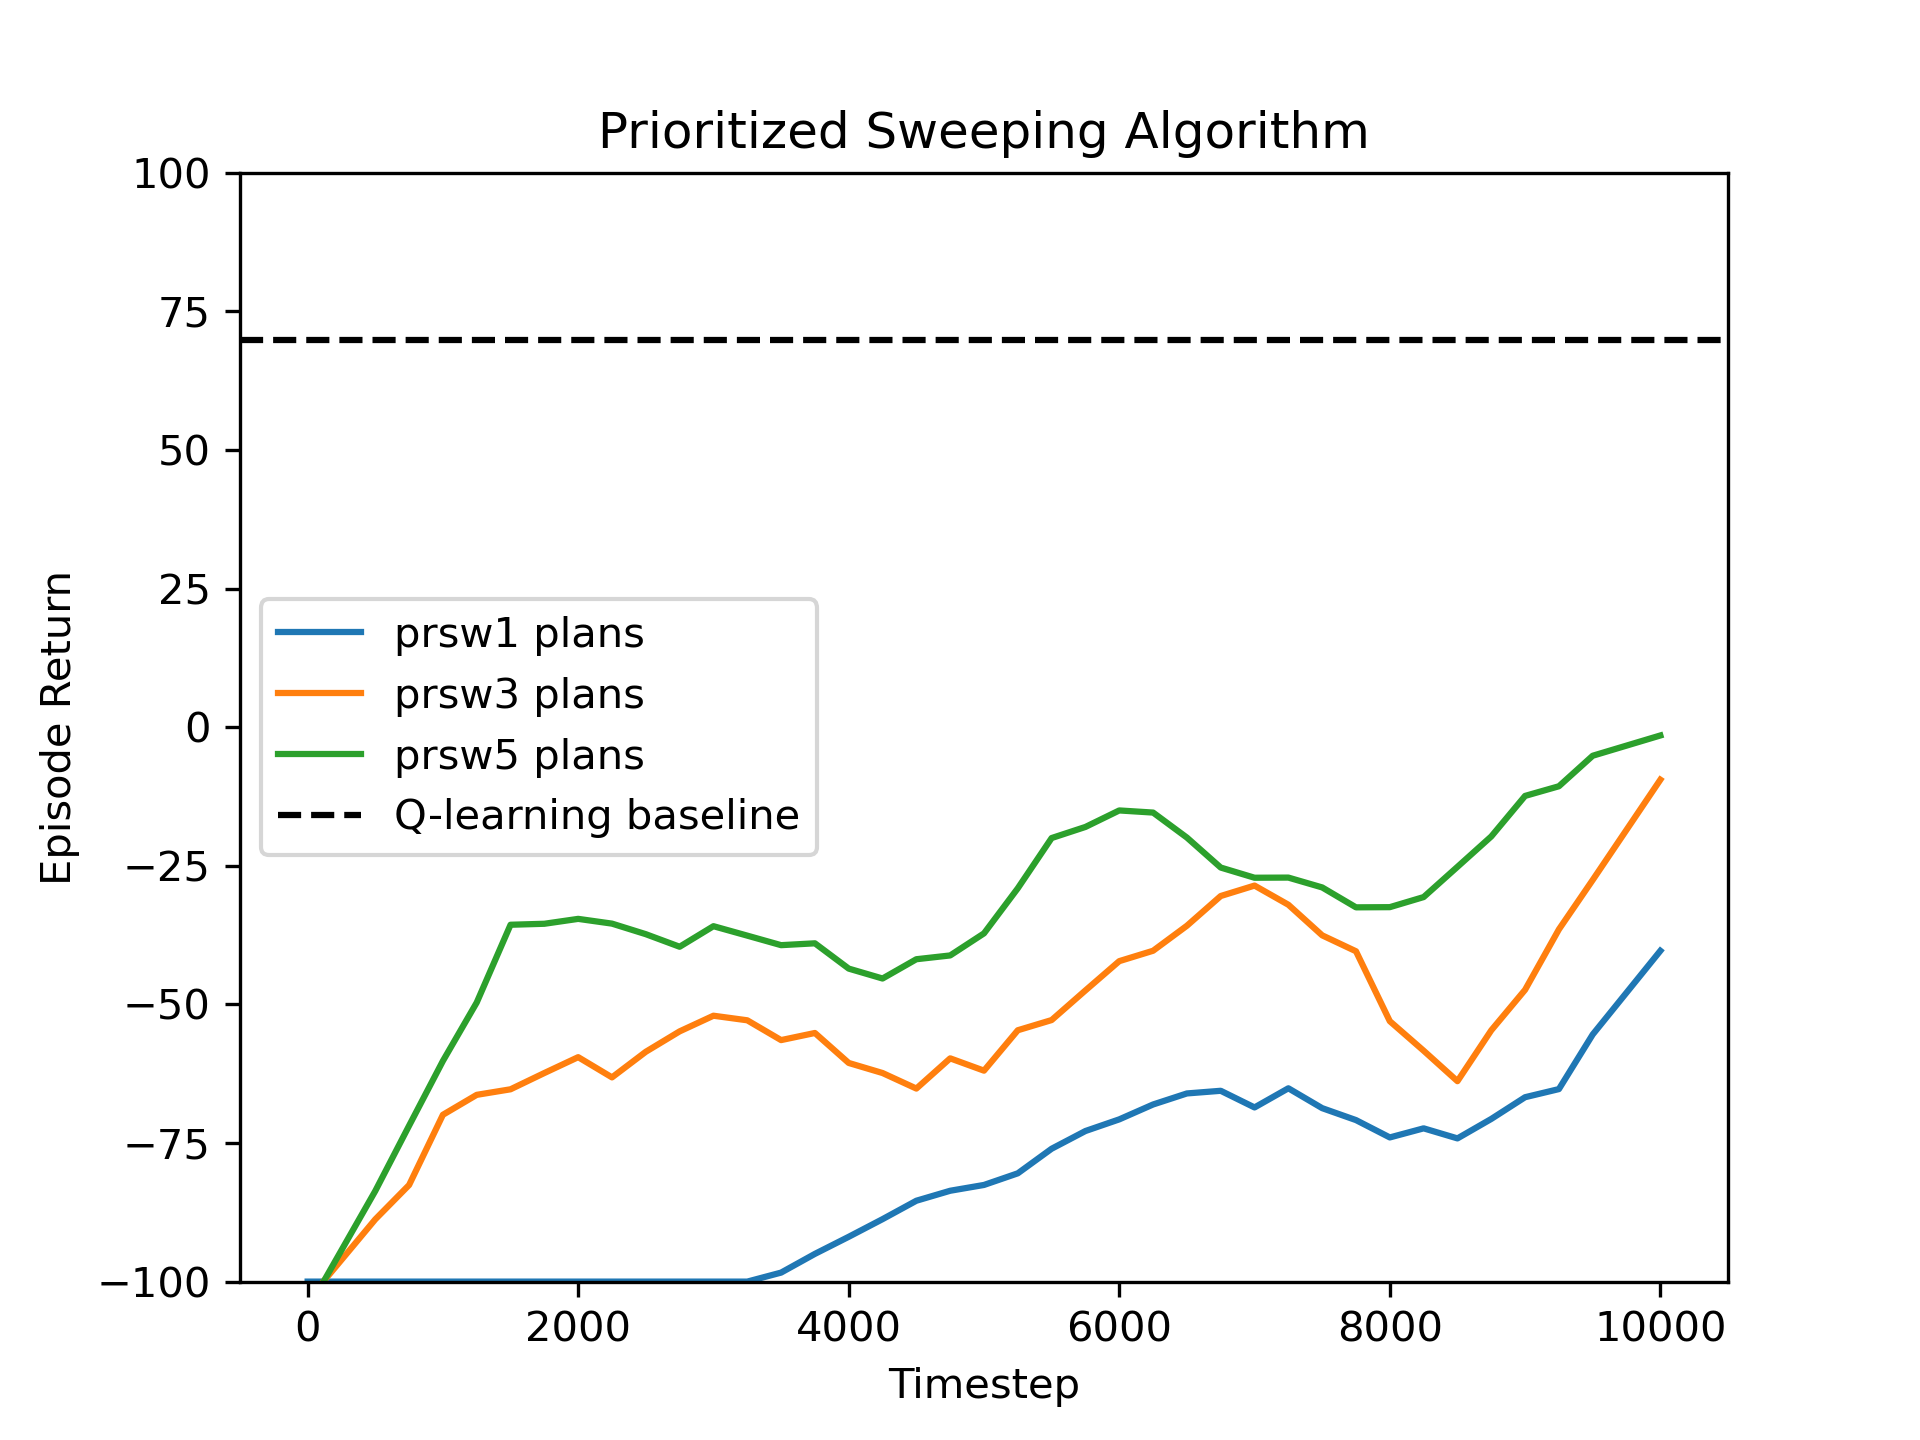 Prioritized Sweeping Algorithm
100
75
50
25
0
−25
−50
−75
−100
Episode Return
prsw1 plans
prsw3 plans
prsw5 plans
Q-learning baseline
0 2000 4000 6000 8000 10000
Timestep